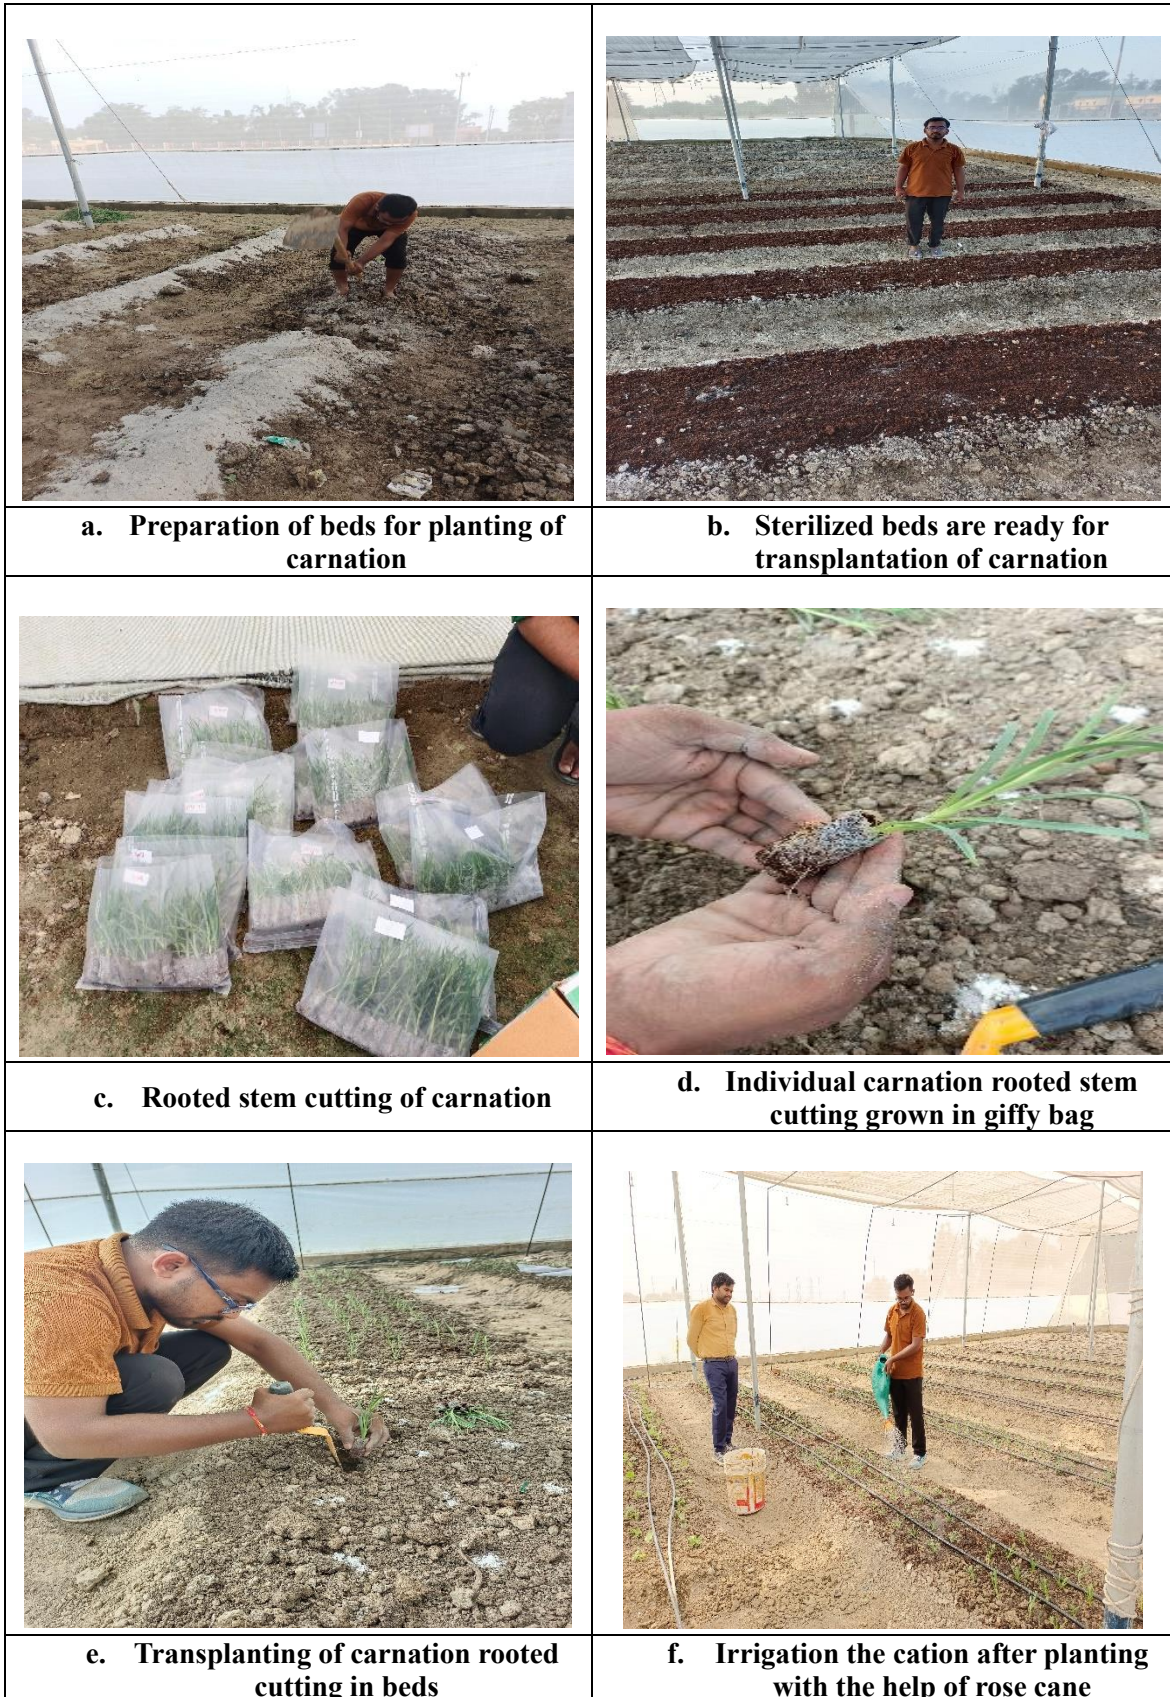 a. Preparation of beds for planting of
carnation
b. Sterilized beds are ready for
transplantation of carnation
c. Rooted stem cutting of carnation
d. Individual carnation rooted stem
cutting grown in giffy bag
e. Transplanting of carnation rooted
cutting in beds
f. Irrigation the cation after planting
with the help of rose cane